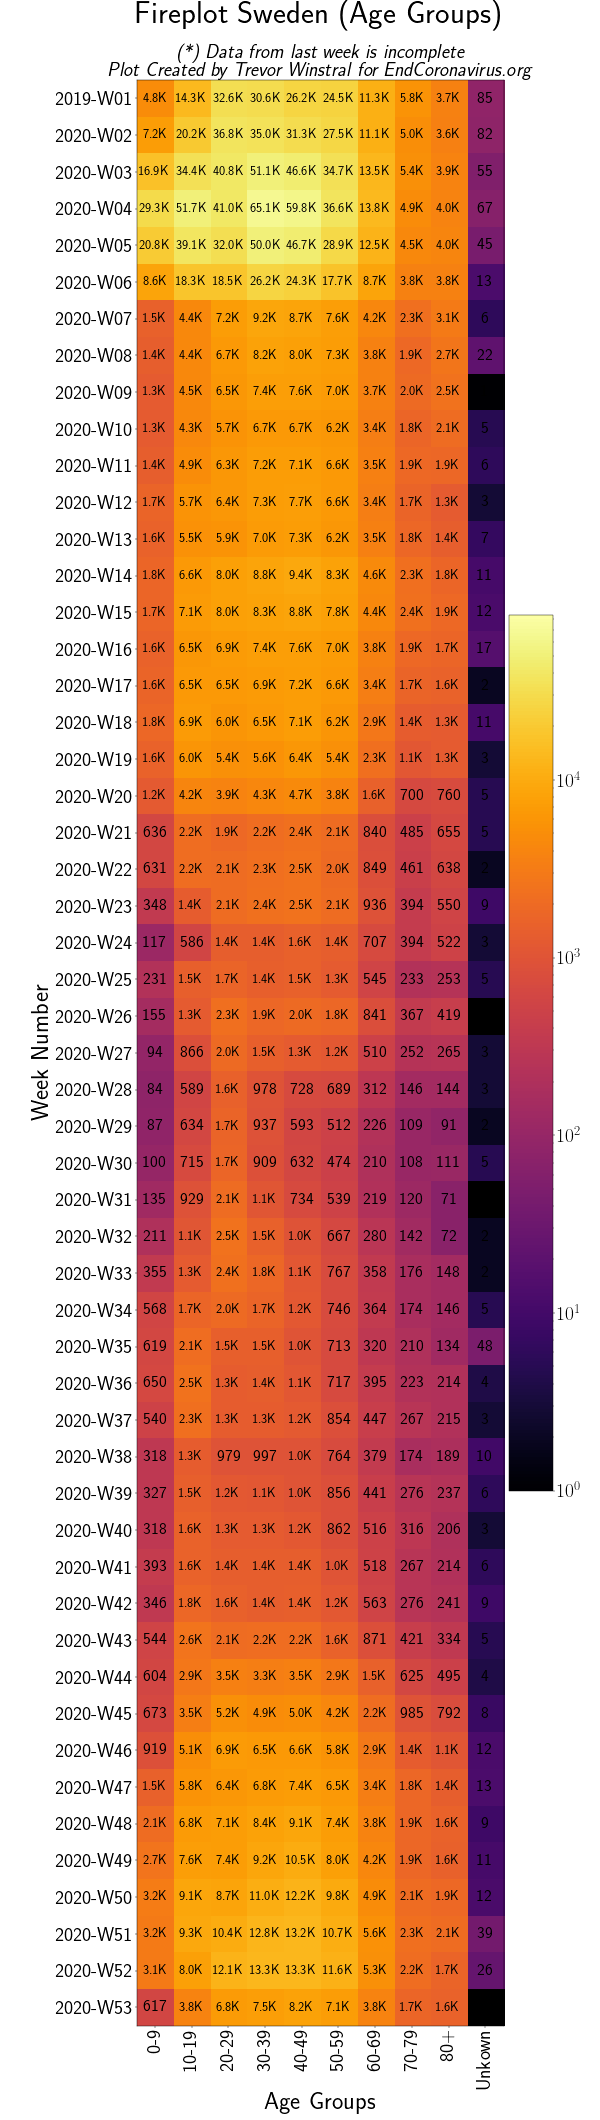 Fireplot Sweden (Age Groups)
(*) Data from last week is incomplete
Plot Created by Trevor Winstral for EndCoronavirus.org
2019-W01 4.8K 14.3K 32.6K 30.6K 26.2K 24.5K 11.3K 5.8K 3.7K 85
2020-W02 7.2K 20.2K 36.8K 35.0K 31.3K 27.5K 11.1K 5.0K 3.6K 82
2020-W03 16.9K 34.4K 40.8K 51.1K 46.6K 34.7K 13.5K 5.4K 3.9K 55
2020-W04 29.3K 51.7K 41.0K 65.1K 59.8K 36.6K 13.8K 4.9K 4.0K 67
2020-W05 20.8K 39.1K 32.0K 50.0K 46.7K 28.9K 12.5K 4.5K 4.0K 45
2020-W06 8.6K 18.3K 18.5K 26.2K 24.3K 17.7K 8.7K 3.8K 3.8K 13
2020-W07 1.5K 4.4K 7.2K 9.2K 8.7K 7.6K 4.2K 2.3K 3.1K 6
2020-W08 1.4K 4.4K 6.7K 8.2K 8.0K 7.3K 3.8K 1.9K 2.7K 22
2020-W09 1.3K 4.5K 6.5K 7.4K 7.6K 7.0K 3.7K 2.0K 2.5K
2020-W10 1.3K 4.3K 5.7K 6.7K 6.7K 6.2K 3.4K 1.8K 2.1K 5
2020-W11 1.4K 4.9K 6.3K 7.2K 7.1K 6.6K 3.5K 1.9K 1.9K 6
2020-W12 1.7K 5.7K 6.4K 7.3K 7.7K 6.6K 3.4K 1.7K 1.3K 3
2020-W13 1.6K 5.5K 5.9K 7.0K 7.3K 6.2K 3.5K 1.8K 1.4K 7
2020-W14 1.8K 6.6K 8.0K 8.8K 9.4K 8.3K 4.6K 2.3K 1.8K 11
2020-W15 1.7K 7.1K 8.0K 8.3K 8.8K 7.8K 4.4K 2.4K 1.9K 12
2020-W16 1.6K 6.5K 6.9K 7.4K 7.6K 7.0K 3.8K 1.9K 1.7K 17
2020-W17 1.6K 6.5K 6.5K 6.9K 7.2K 6.6K 3.4K 1.7K 1.6K 2
2020-W18 1.8K 6.9K 6.0K 6.5K 7.1K 6.2K 2.9K 1.4K 1.3K 11
2020-W19 1.6K 6.0K 5.4K 5.6K 6.4K 5.4K 2.3K 1.1K 1.3K 3
2020-W20 1.2K 4.2K 3.9K 4.3K 4.7K 3.8K 1.6K 700 760 5
2020-W21 636 2.2K 1.9K 2.2K 2.4K 2.1K 840 485 655 5
2020-W22 631 2.2K 2.1K 2.3K 2.5K 2.0K 849 461 638 2
2020-W23 348 1.4K 2.1K 2.4K 2.5K 2.1K 936 394 550 9
2020-W24 117 586 1.4K 1.4K 1.6K 1.4K 707 394 522 3
2020-W25 231 1.5K 1.7K 1.4K 1.5K 1.3K 545 233 253 5
2020-W26 155 1.3K 2.3K 1.9K 2.0K 1.8K 841 367 419
2020-W27 94 866 2.0K 1.5K 1.3K 1.2K 510 252 265 3
2020-W28 84 589 1.6K 978 728 689 312 146 144 3
2020-W29 87 634 1.7K 937 593 512 226 109 91 2
2020-W30 100 715 1.7K 909 632 474 210 108 111 5
2020-W31 135 929 2.1K 1.1K 734 539 219 120 71
2020-W32 211 1.1K 2.5K 1.5K 1.0K 667 280 142 72 2
2020-W33 355 1.3K 2.4K 1.8K 1.1K 767 358 176 148 2
2020-W34 568 1.7K 2.0K 1.7K 1.2K 746 364 174 146 5
2020-W35 619 2.1K 1.5K 1.5K 1.0K 713 320 210 134 48
2020-W36 650 2.5K 1.3K 1.4K 1.1K 717 395 223 214 4
2020-W37 540 2.3K 1.3K 1.3K 1.2K 854 447 267 215 3
2020-W38 318 1.3K 979 997 1.0K 764 379 174 189 10
2020-W39 327 1.5K 1.2K 1.1K 1.0K 856 441 276 237 6
2020-W40 318 1.6K 1.3K 1.3K 1.2K 862 516 316 206 3
2020-W41 393 1.6K 1.4K 1.4K 1.4K 1.0K 518 267 214 6
2020-W42 346 1.8K 1.6K 1.4K 1.4K 1.2K 563 276 241 9
2020-W43 544 2.6K 2.1K 2.2K 2.2K 1.6K 871 421 334 5
2020-W44 604 2.9K 3.5K 3.3K 3.5K 2.9K 1.5K 625 495 4
2020-W45 673 3.5K 5.2K 4.9K 5.0K 4.2K 2.2K 985 792 8
2020-W46 919 5.1K 6.9K 6.5K 6.6K 5.8K 2.9K 1.4K 1.1K 12
2020-W47 1.5K 5.8K 6.4K 6.8K 7.4K 6.5K 3.4K 1.8K 1.4K 13
2020-W48 2.1K 6.8K 7.1K 8.4K 9.1K 7.4K 3.8K 1.9K 1.6K 9
2020-W49 2.7K 7.6K 7.4K 9.2K 10.5K 8.0K 4.2K 1.9K 1.6K 11
2020-W50 3.2K 9.1K 8.7K 11.0K 12.2K 9.8K 4.9K 2.1K 1.9K 12
2020-W51 3.2K 9.3K 10.4K 12.8K 13.2K 10.7K 5.6K 2.3K 2.1K 39
2020-W52 3.1K 8.0K 12.1K 13.3K 13.3K 11.6K 5.3K 2.2K 1.7K 26
2020-W53 617 3.8K 6.8K 7.5K 8.2K 7.1K 3.8K 1.7K 1.6K
0-9 10-19 20-29 30-39 40-49 50-59 60-69 70-79 80+ Unkown
Age Groups
Week Number
10⁴
10³
10²
10¹
10⁰